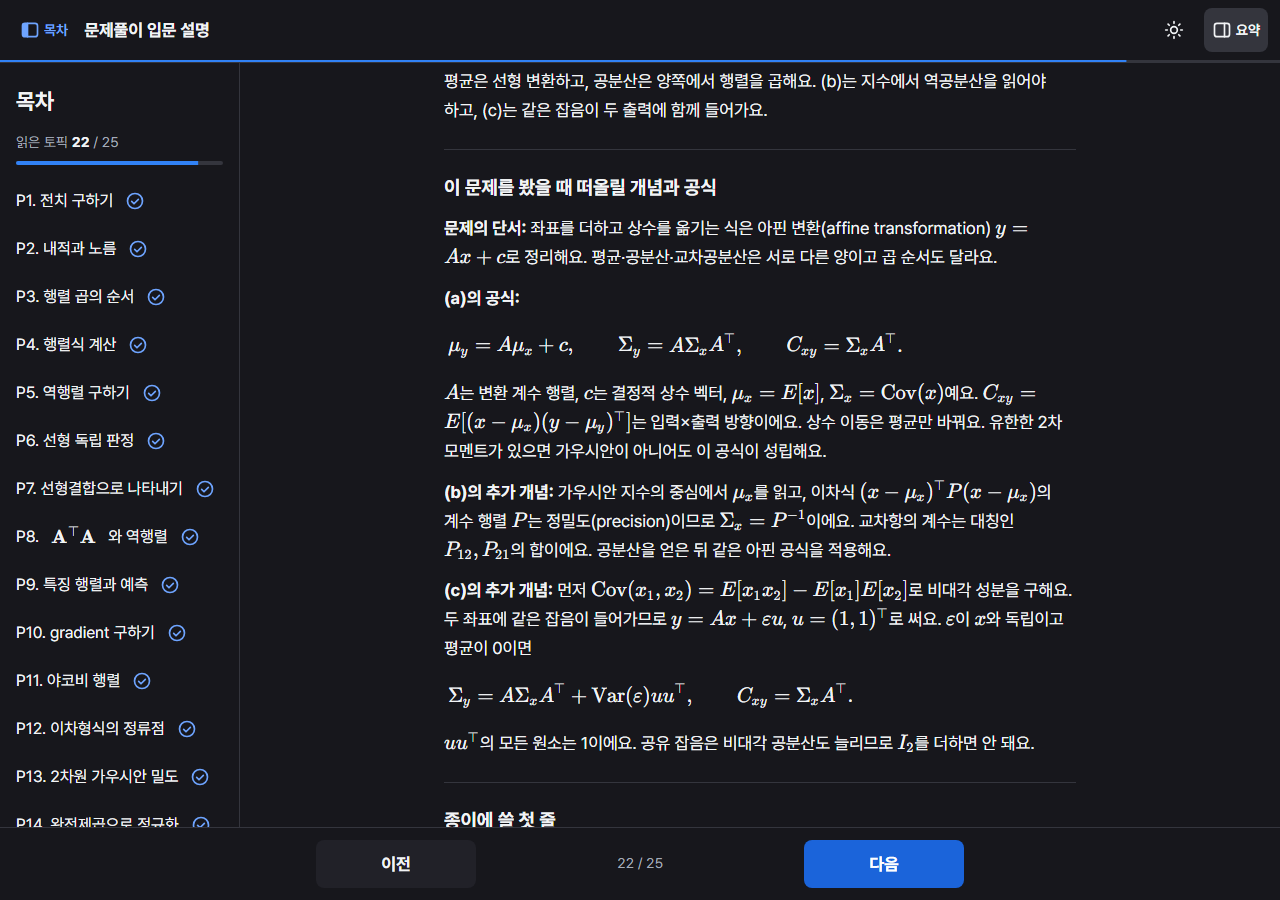 목차 문제풀이 입문 설명 요약
목차
읽은 토픽 22 / 25
P1. 전치 구하기
P2. 내적과 노름
P3. 행렬 곱의 순서
P4. 행렬식 계산
P5. 역행렬 구하기
P6. 선형 독립 판정
P7. 선형결합으로 나타내기
P8. A⊤A 와 역행렬
P9. 특징 행렬과 예측
P10. gradient 구하기
P11. 야코비 행렬
P12. 이차형식의 정류점
P13. 2차원 가우시안 밀도
P14. 완전제곱으로 정규화
평균은 선형 변환하고, 공분산은 양쪽에서 행렬을 곱해요. (b)는 지수에서 역공분산을 읽어야
하고, (c)는 같은 잡음이 두 출력에 함께 들어가요.
이 문제를 봤을 때 떠올릴 개념과 공식
문제의 단서: 좌표를 더하고 상수를 옮기는 식은 아핀 변환(affine transformation) y =
Ax + c로 정리해요. 평균·공분산·교차공분산은 서로 다른 양이고 곱 순서도 달라요.
(a)의 공식:
μ_y = Aμ_x + c, Σ_y = AΣ_xA⊤, C_xy = Σ_xA⊤.
A는 변환 계수 행렬, c는 결정적 상수 벡터, μ_x = E[x], Σ_x = Cov(x)예요. C_xy =
E[(x − μ_x)(y − μ_y)⊤]는 입력×출력 방향이에요. 상수 이동은 평균만 바꿔요. 유한한 2차
모멘트가 있으면 가우시안이 아니어도 이 공식이 성립해요.
(b)의 추가 개념: 가우시안 지수의 중심에서 μ_x를 읽고, 이차식 (x − μ_x)⊤P(x − μ_x)의
계수 행렬 P는 정밀도(precision)이므로 Σ_x = P⁻¹이에요. 교차항의 계수는 대칭인
P₁₂, P₂₁의 합이에요. 공분산을 얻은 뒤 같은 아핀 공식을 적용해요.
(c)의 추가 개념: 먼저 Cov(x₁, x₂) = E[x₁x₂] − E[x₁]E[x₂]로 비대각 성분을 구해요.
두 좌표에 같은 잡음이 들어가므로 y = Ax + εu, u = (1, 1)⊤로 써요. ε이 x와 독립이고
평균이 0이면
Σ_y = AΣ_xA⊤ + Var(ε)uu⊤, C_xy = Σ_xA⊤.
uu⊤의 모든 원소는 1이에요. 공유 잡음은 비대각 공분산도 늘리므로 I₂를 더하면 안 돼요.
종이에 쓸 첫 줄
이전 22 / 25 다음